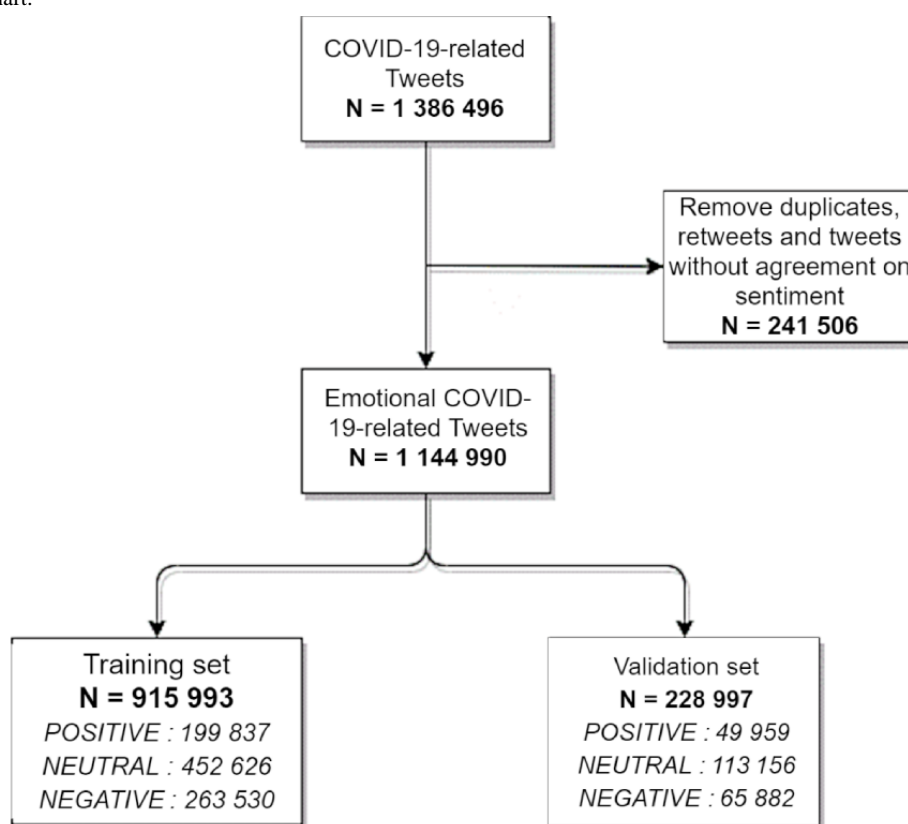 COVID-19-related
Tweets
N = 1 386 496
Remove duplicates,
retweets and tweets
without agreement on
sentiment
N = 241 506
Emotional COVID-
19-related Tweets
N = 1 144 990
Training set
N = 915 993
POSITIVE : 199 837
NEUTRAL : 452 626
NEGATIVE : 263 530
Validation set
N = 228 997
POSITIVE : 49 959
NEUTRAL : 113 156
NEGATIVE : 65 882